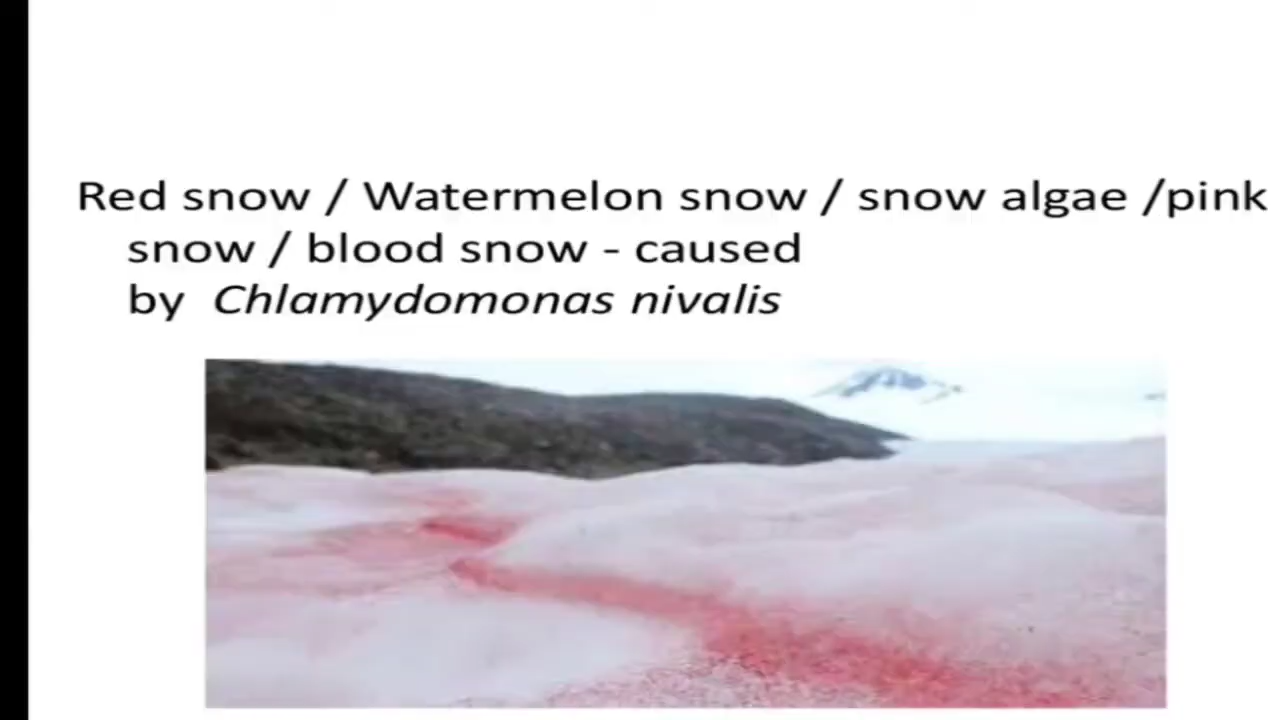 Red snow / Watermelon snow / snow algae /pink
snow / blood snow - caused
by Chlamydomonas nivalis